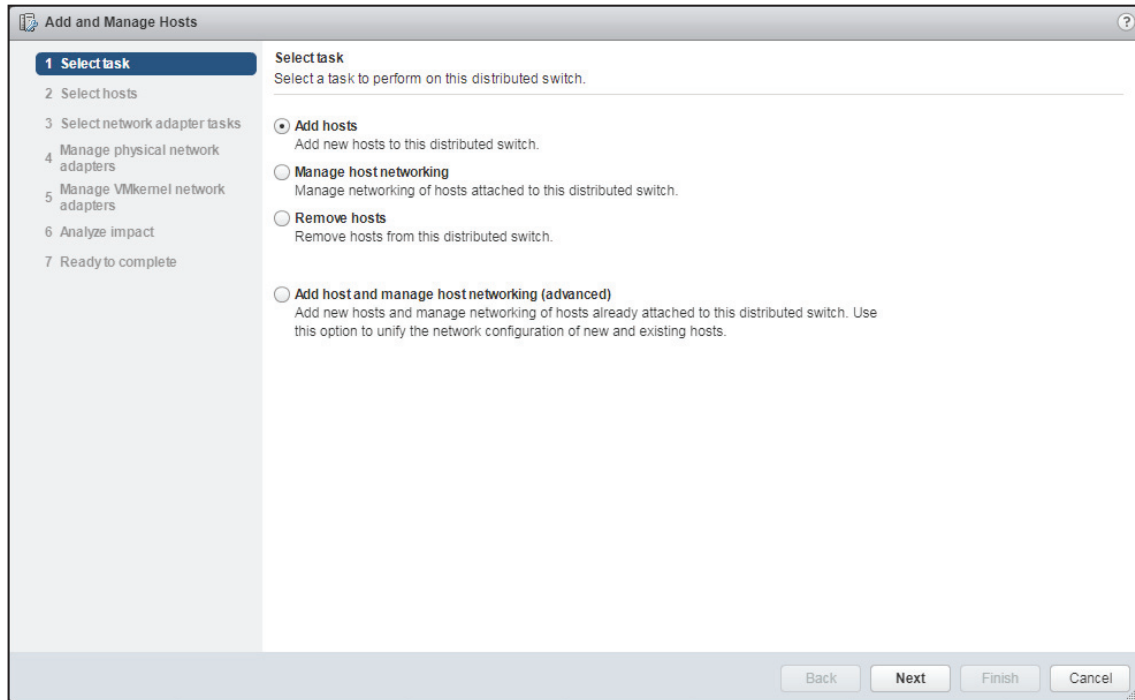 Add and Manage Hosts
?
1 Select task
2 Select hosts
3 Select network adapter tasks
4 Manage physical network
adapters
5 Manage VMkernel network
adapters
6 Analyze impact
7 Ready to complete
Select task
Select a task to perform on this distributed switch.
Add hosts
Add new hosts to this distributed switch.
Manage host networking
Manage networking of hosts attached to this distributed switch.
Remove hosts
Remove hosts from this distributed switch.
Add host and manage host networking (advanced)
Add new hosts and manage networking of hosts already attached to this distributed switch. Use
this option to unify the network configuration of new and existing hosts.
Back Next Finish Cancel